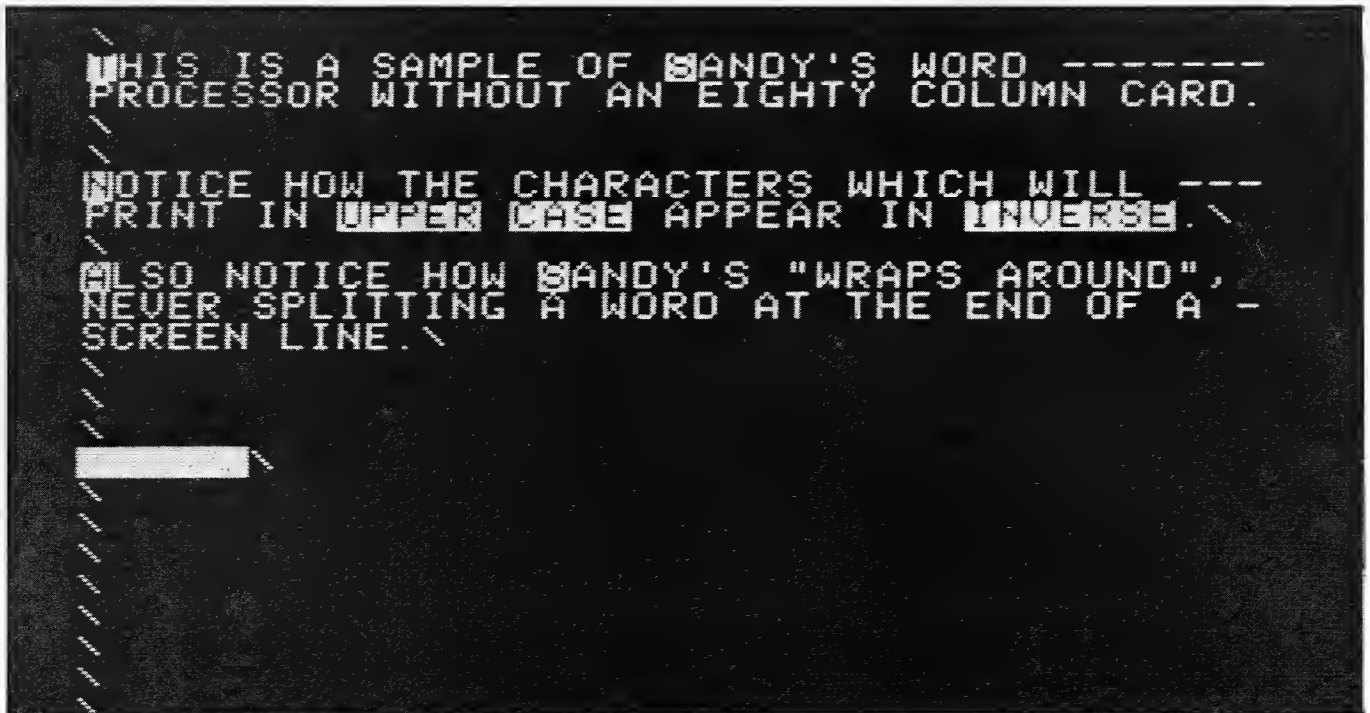 \
THIS IS A SAMPLE OF SANDY'S WORD -------
PROCESSOR WITHOUT AN EIGHTY COLUMN CARD.
\
\
NOTICE HOW THE CHARACTERS WHICH WILL ---
PRINT IN UPPER CASE APPEAR IN INVERSE.\
\
ALSO NOTICE HOW SANDY'S "WRAPS AROUND",
NEVER SPLITTING A WORD AT THE END OF A -
SCREEN LINE.\
\
\
\
\
\
\
\
\
\
\
\
\